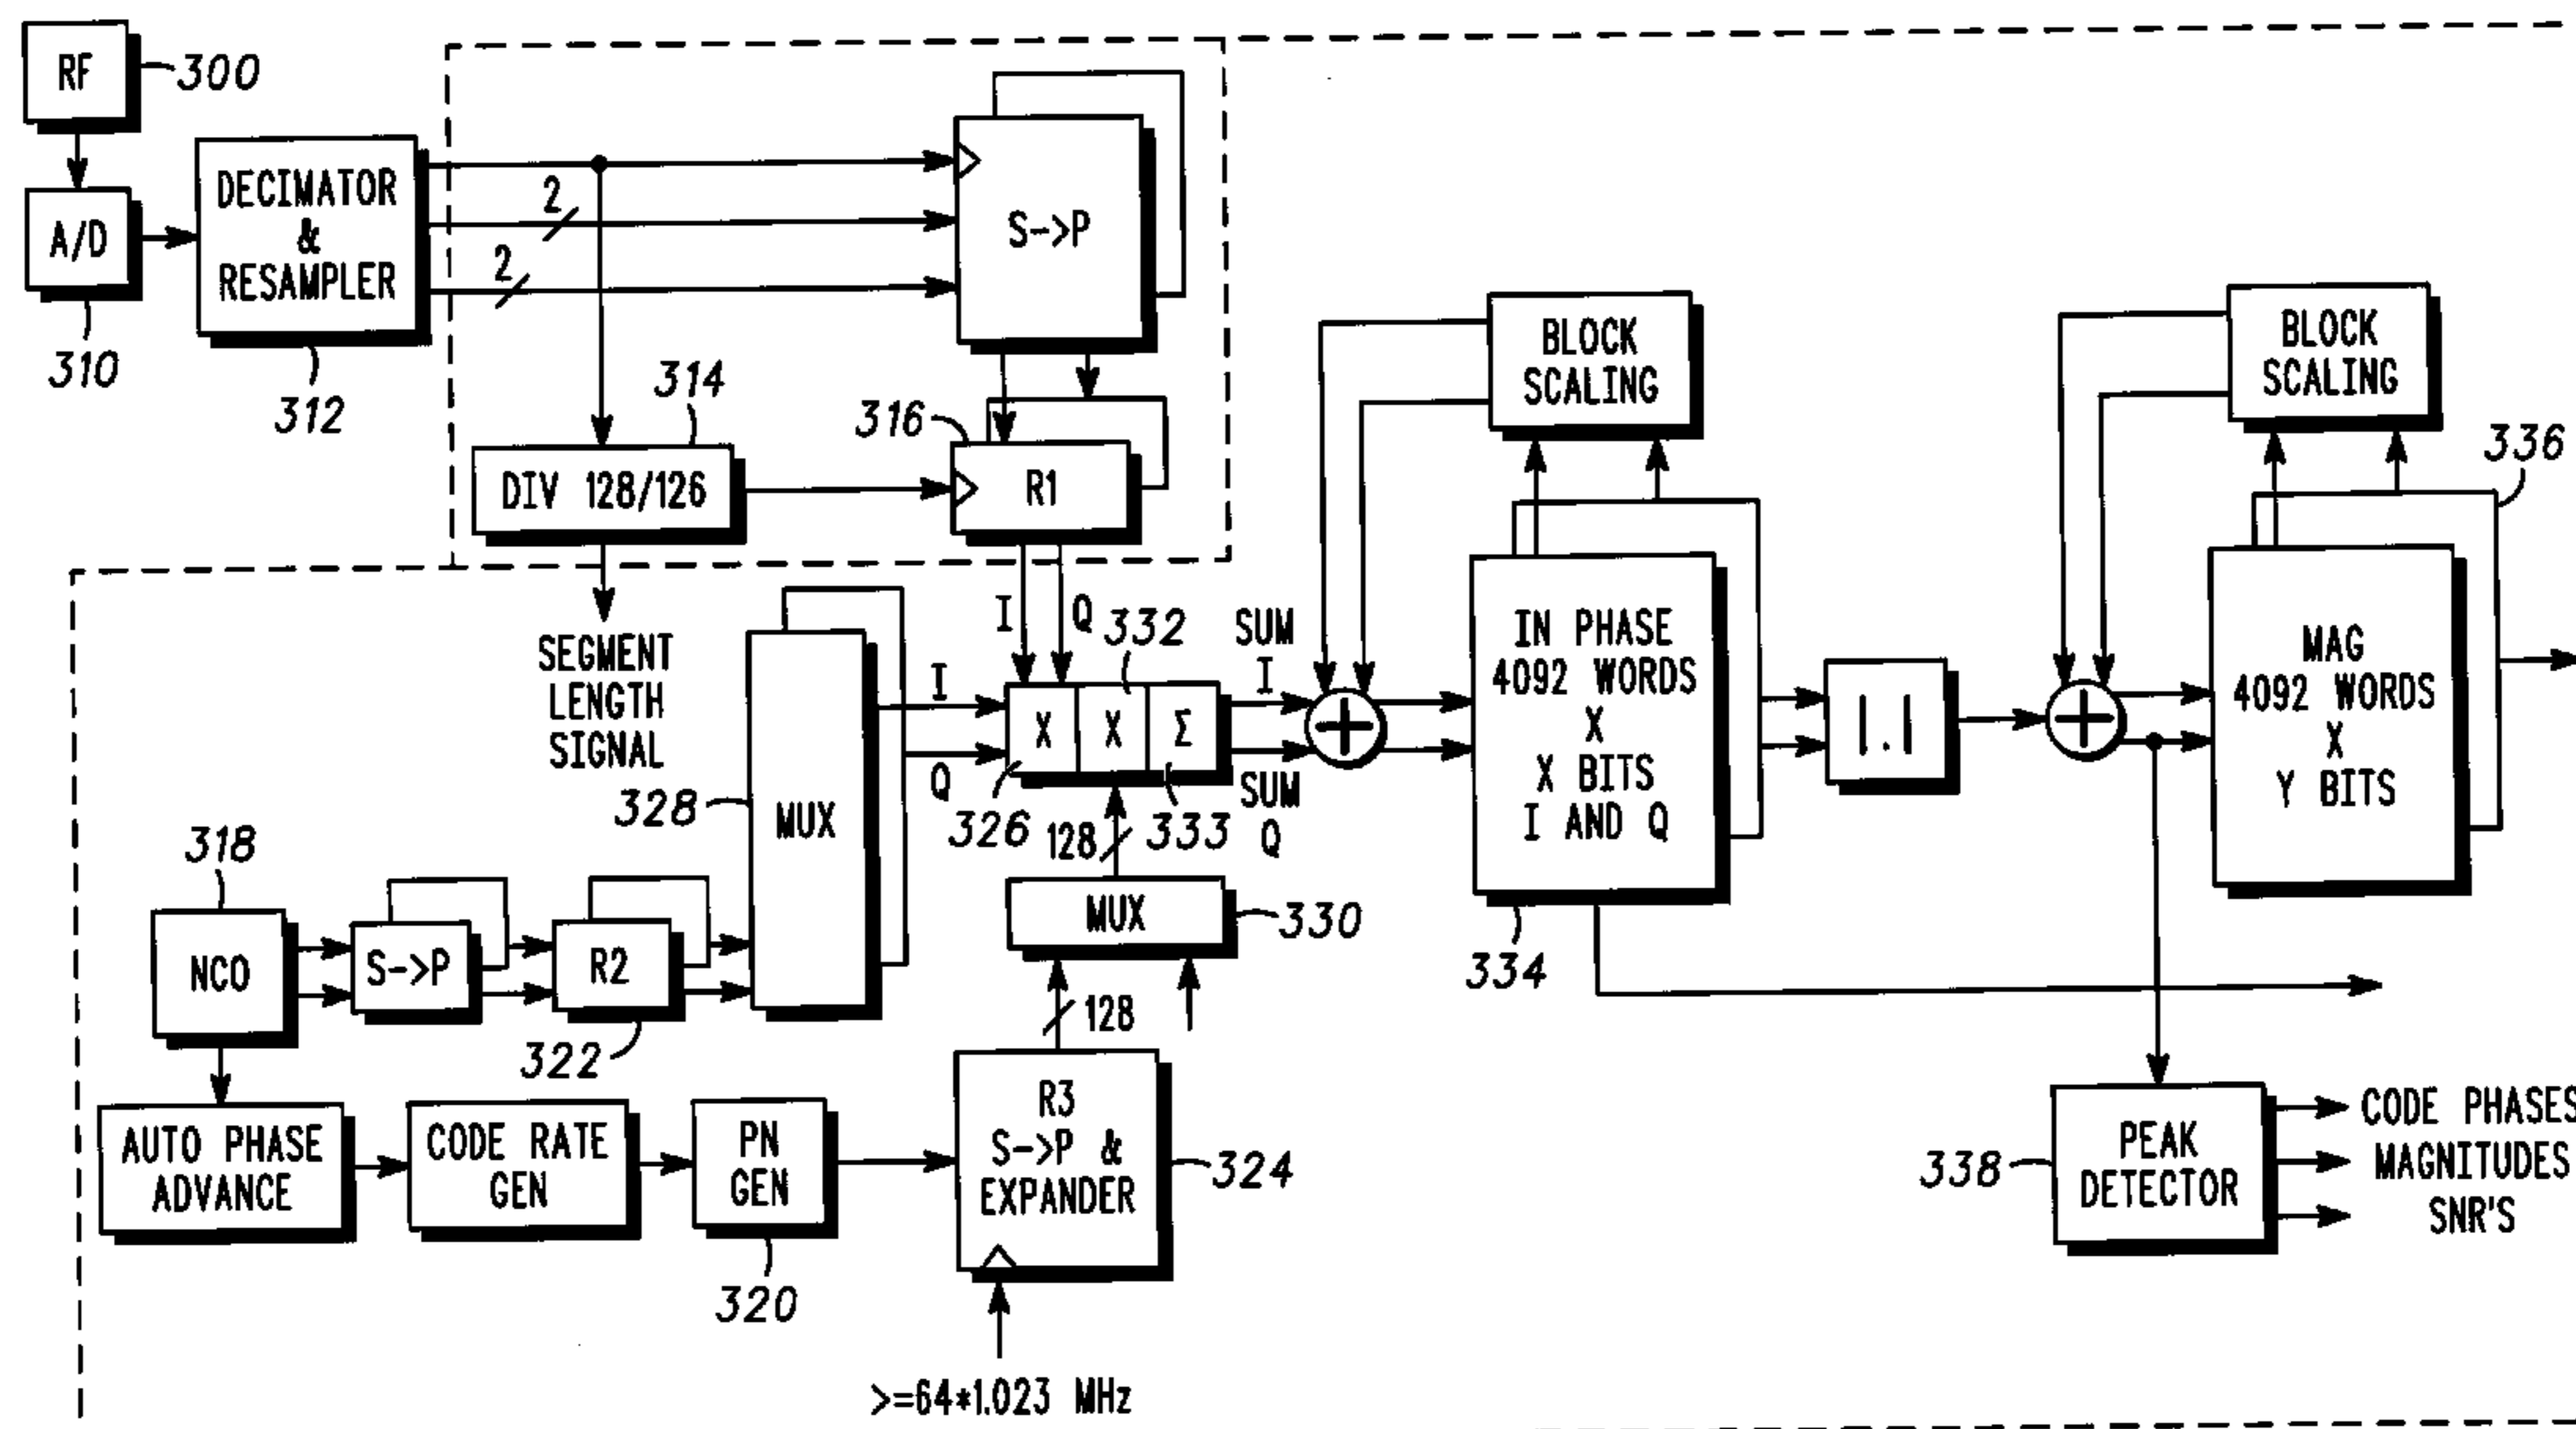 RF
300
A/D
310
DECIMATOR
&
RESAMPLER
312
2
2
S->P
314
DIV 128/126
316
R1
SEGMENT
LENGTH
SIGNAL
I
Q
332
328
MUX
I
Q
X
X
Σ
326
128
333
SUM
I
SUM
Q
BLOCK
SCALING
IN PHASE
4092 WORDS
X
X BITS
I AND Q
334
|.|
BLOCK
SCALING
336
MAG
4092 WORDS
X
Y BITS
318
NCO
S->P
R2
322
MUX
330
128
AUTO PHASE
ADVANCE
CODE RATE
GEN
PN
GEN
320
R3
S->P &
EXPANDER
324
>=64*1.023 MHz
338
PEAK
DETECTOR
CODE PHASES
MAGNITUDES
SNR'S